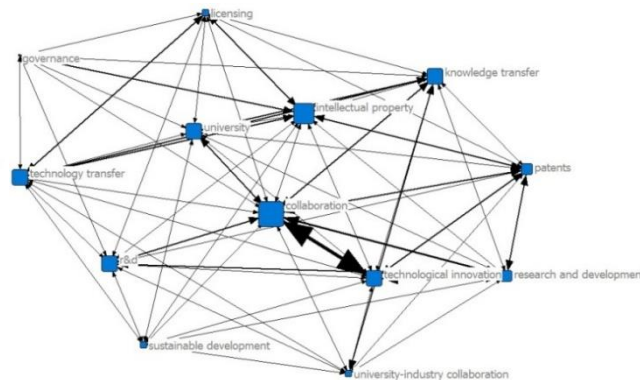 licensing
governance
knowledge transfer
intellectual property
university
patents
technology transfer
collaboration
r&d
technological innovation
research and development
sustainable development
university-industry collaboration